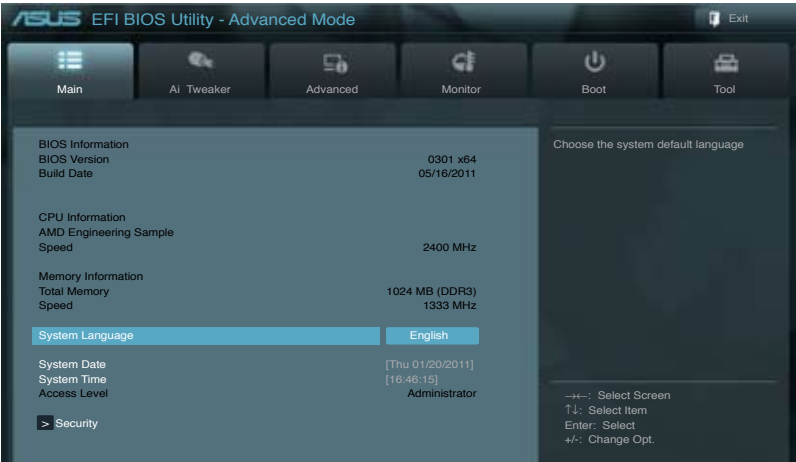 ASUS EFI BIOS Utility - Advanced Mode
Exit
Main Ai Tweaker Advanced Monitor Boot Tool
BIOS Information
BIOS Version 0301 x64
Build Date 05/16/2011
CPU Information
AMD Engineering Sample
Speed 2400 MHz
Memory Information
Total Memory 1024 MB (DDR3)
Speed 1333 MHz
System Language English
System Date [Thu 01/20/2011]
System Time [16:46:15]
Access Level Administrator
> Security
Choose the system default language
→←: Select Screen
↑↓: Select Item
Enter: Select
+/-: Change Opt.